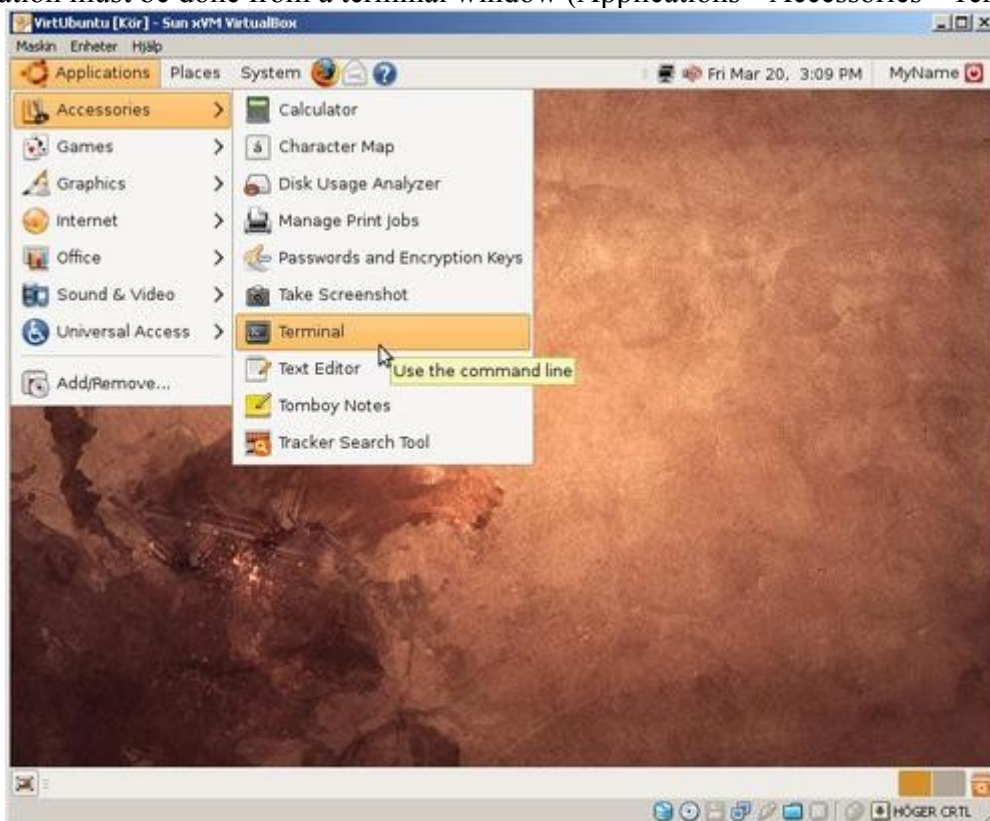 ation must be done from a terminal window (Applications - Accessories - Ter
VirtUbuntu [Kör] - Sun xVM VirtualBox
Maskin Enheter Hjälp
Applications Places System Fri Mar 20, 3:09 PM MyName
Accessories
Games
Graphics
Internet
Office
Sound & Video
Universal Access
Add/Remove...
Calculator
Character Map
Disk Usage Analyzer
Manage Print Jobs
Passwords and Encryption Keys
Take Screenshot
Terminal
Use the command line
Text Editor
Tomboy Notes
Tracker Search Tool
HÖGER CRTL